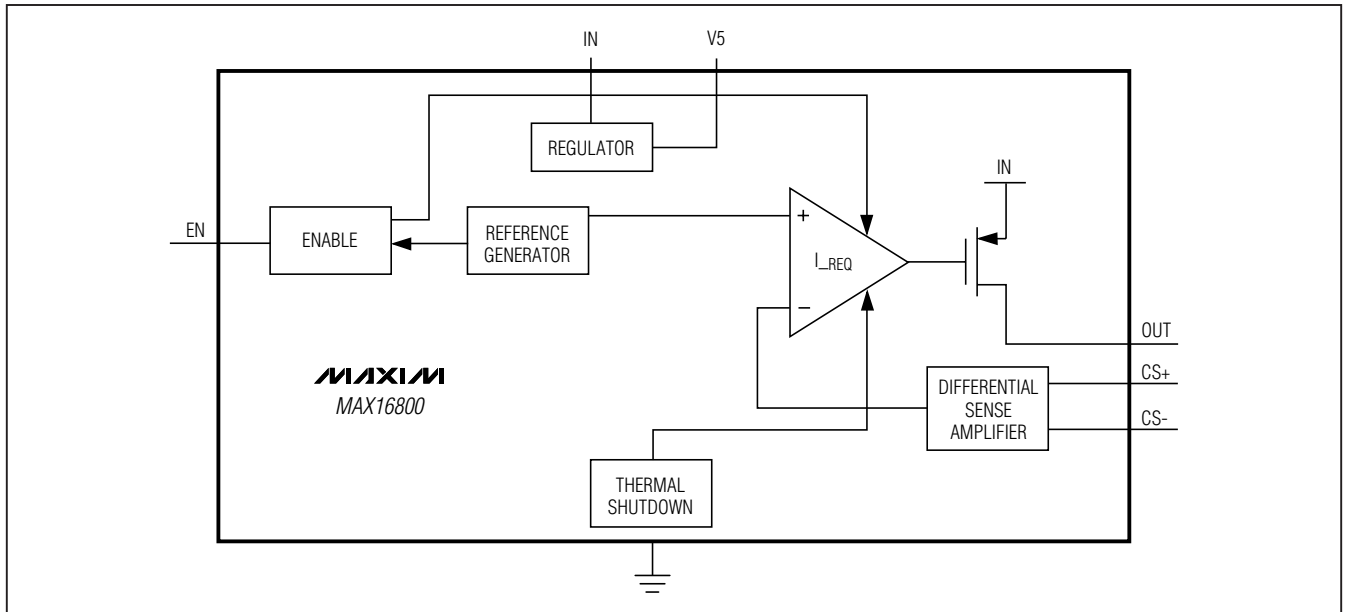 IN
V5
REGULATOR
IN
EN
ENABLE
REFERENCE
GENERATOR
+
I_REQ
−
OUT
CS+
CS-
DIFFERENTIAL
SENSE
AMPLIFIER
MAXIM
MAX16800
THERMAL
SHUTDOWN